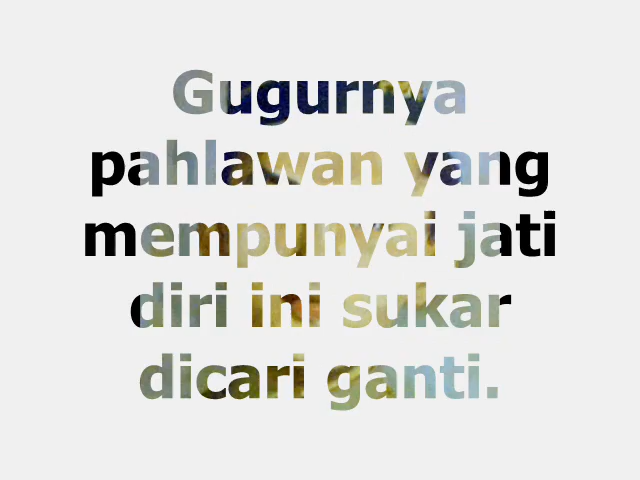 Gugurnya
pahlawan yang
mempunyai jati
diri ini sukar
dicari ganti.